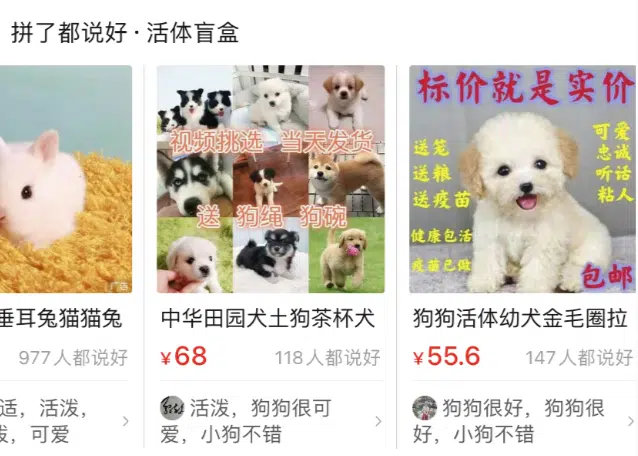 拼了都说好·活体盲盒
广告
垂耳兔猫猫兔
977人都说好
适，活泼，
泼，可爱
视频挑选 当天发货
送 狗绳 狗碗
中华田园犬土狗茶杯犬
¥68
118人都说好
活泼，狗狗很可
爱，小狗不错
标价就是实价
送笼
送粮
送疫苗
健康包活
疫苗已做
可爱
忠诚
听话
粘人
包邮
狗狗活体幼犬金毛圈拉
¥55.6
147人都说好
狗狗很好，狗狗很
好，小狗不错